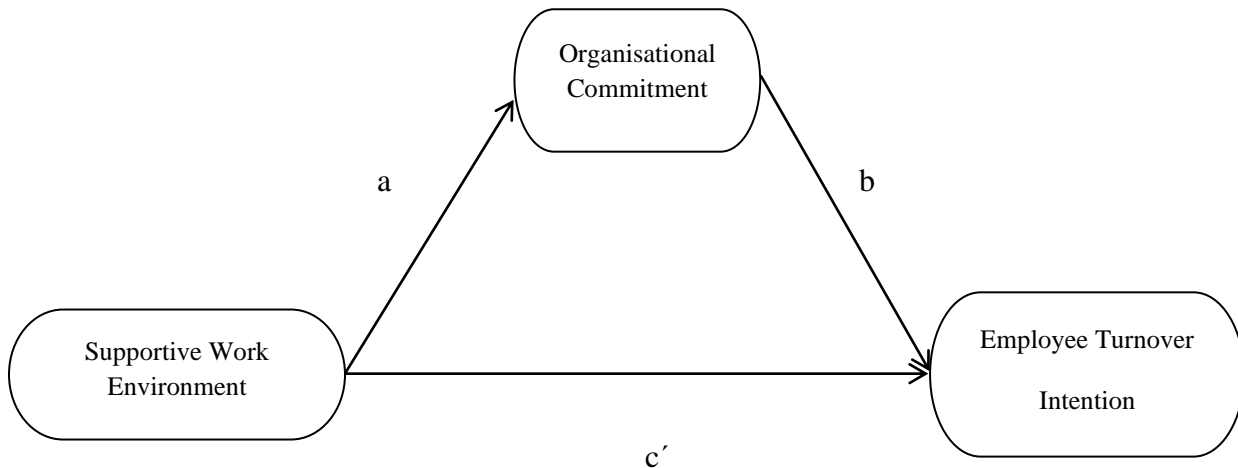 Organisational
Commitment
a
b
Supportive Work
Environment
Employee Turnover
Intention
c´